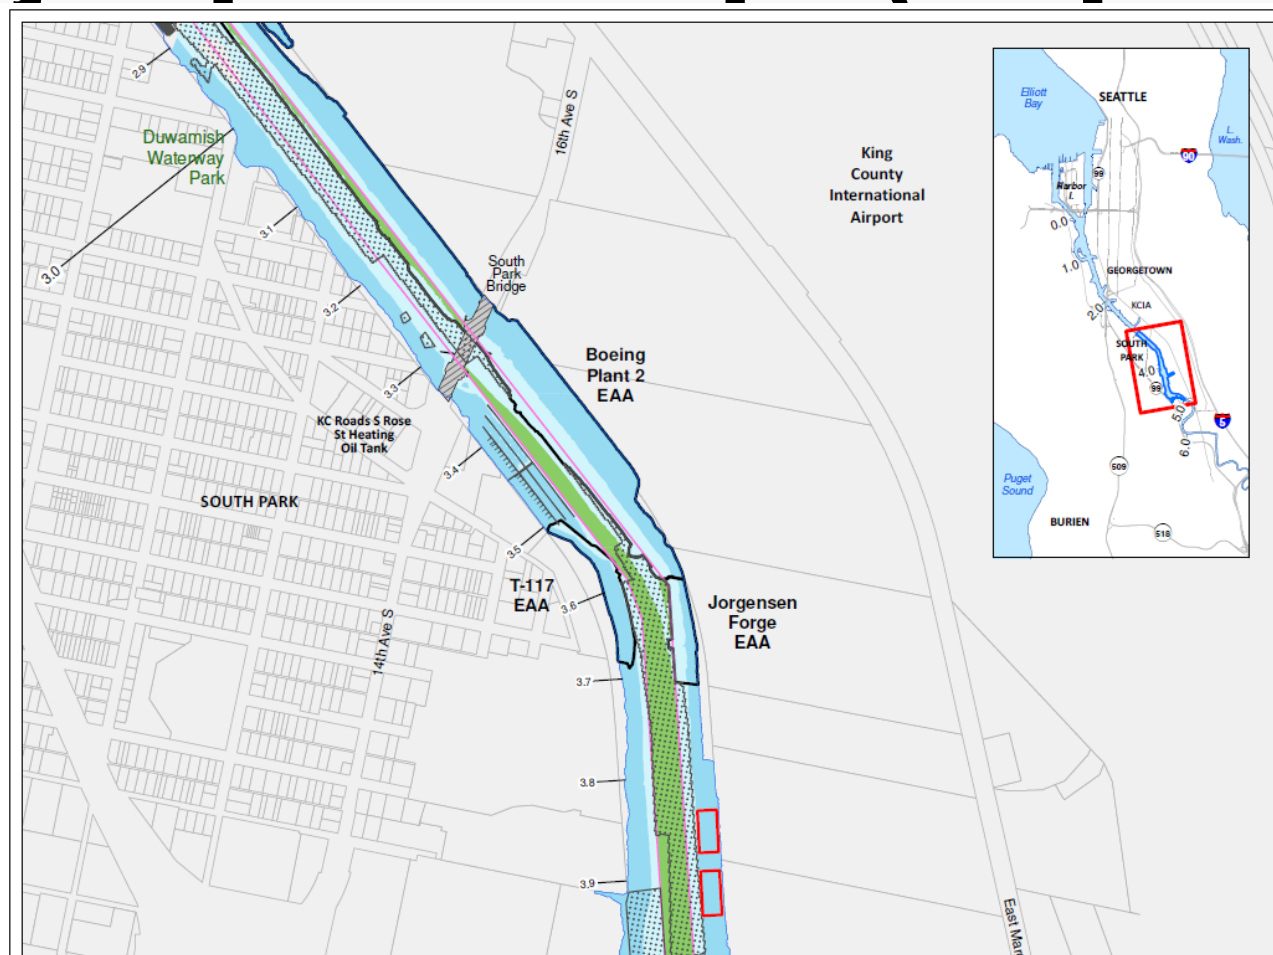 2.9
Duwamish
Waterway
Park
3.0
3.1
3.2
3.3
3.4
3.5
3.6
3.7
3.8
3.9
16th Ave S
South
Park
Bridge
King
County
International
Airport
Boeing
Plant 2
EAA
KC Roads S Rose
St Heating
Oil Tank
SOUTH PARK
T-117
EAA
Jorgensen
Forge
EAA
14th Ave S
East Mar
Elliott
Bay
SEATTLE
L.
Wash.
90
99
Harbor
I.
0.0
1.0
GEORGETOWN
2.0
KCIA
SOUTH
PARK
4.0
99
5.0
5
6.0
509
Puget
Sound
BURIEN
518